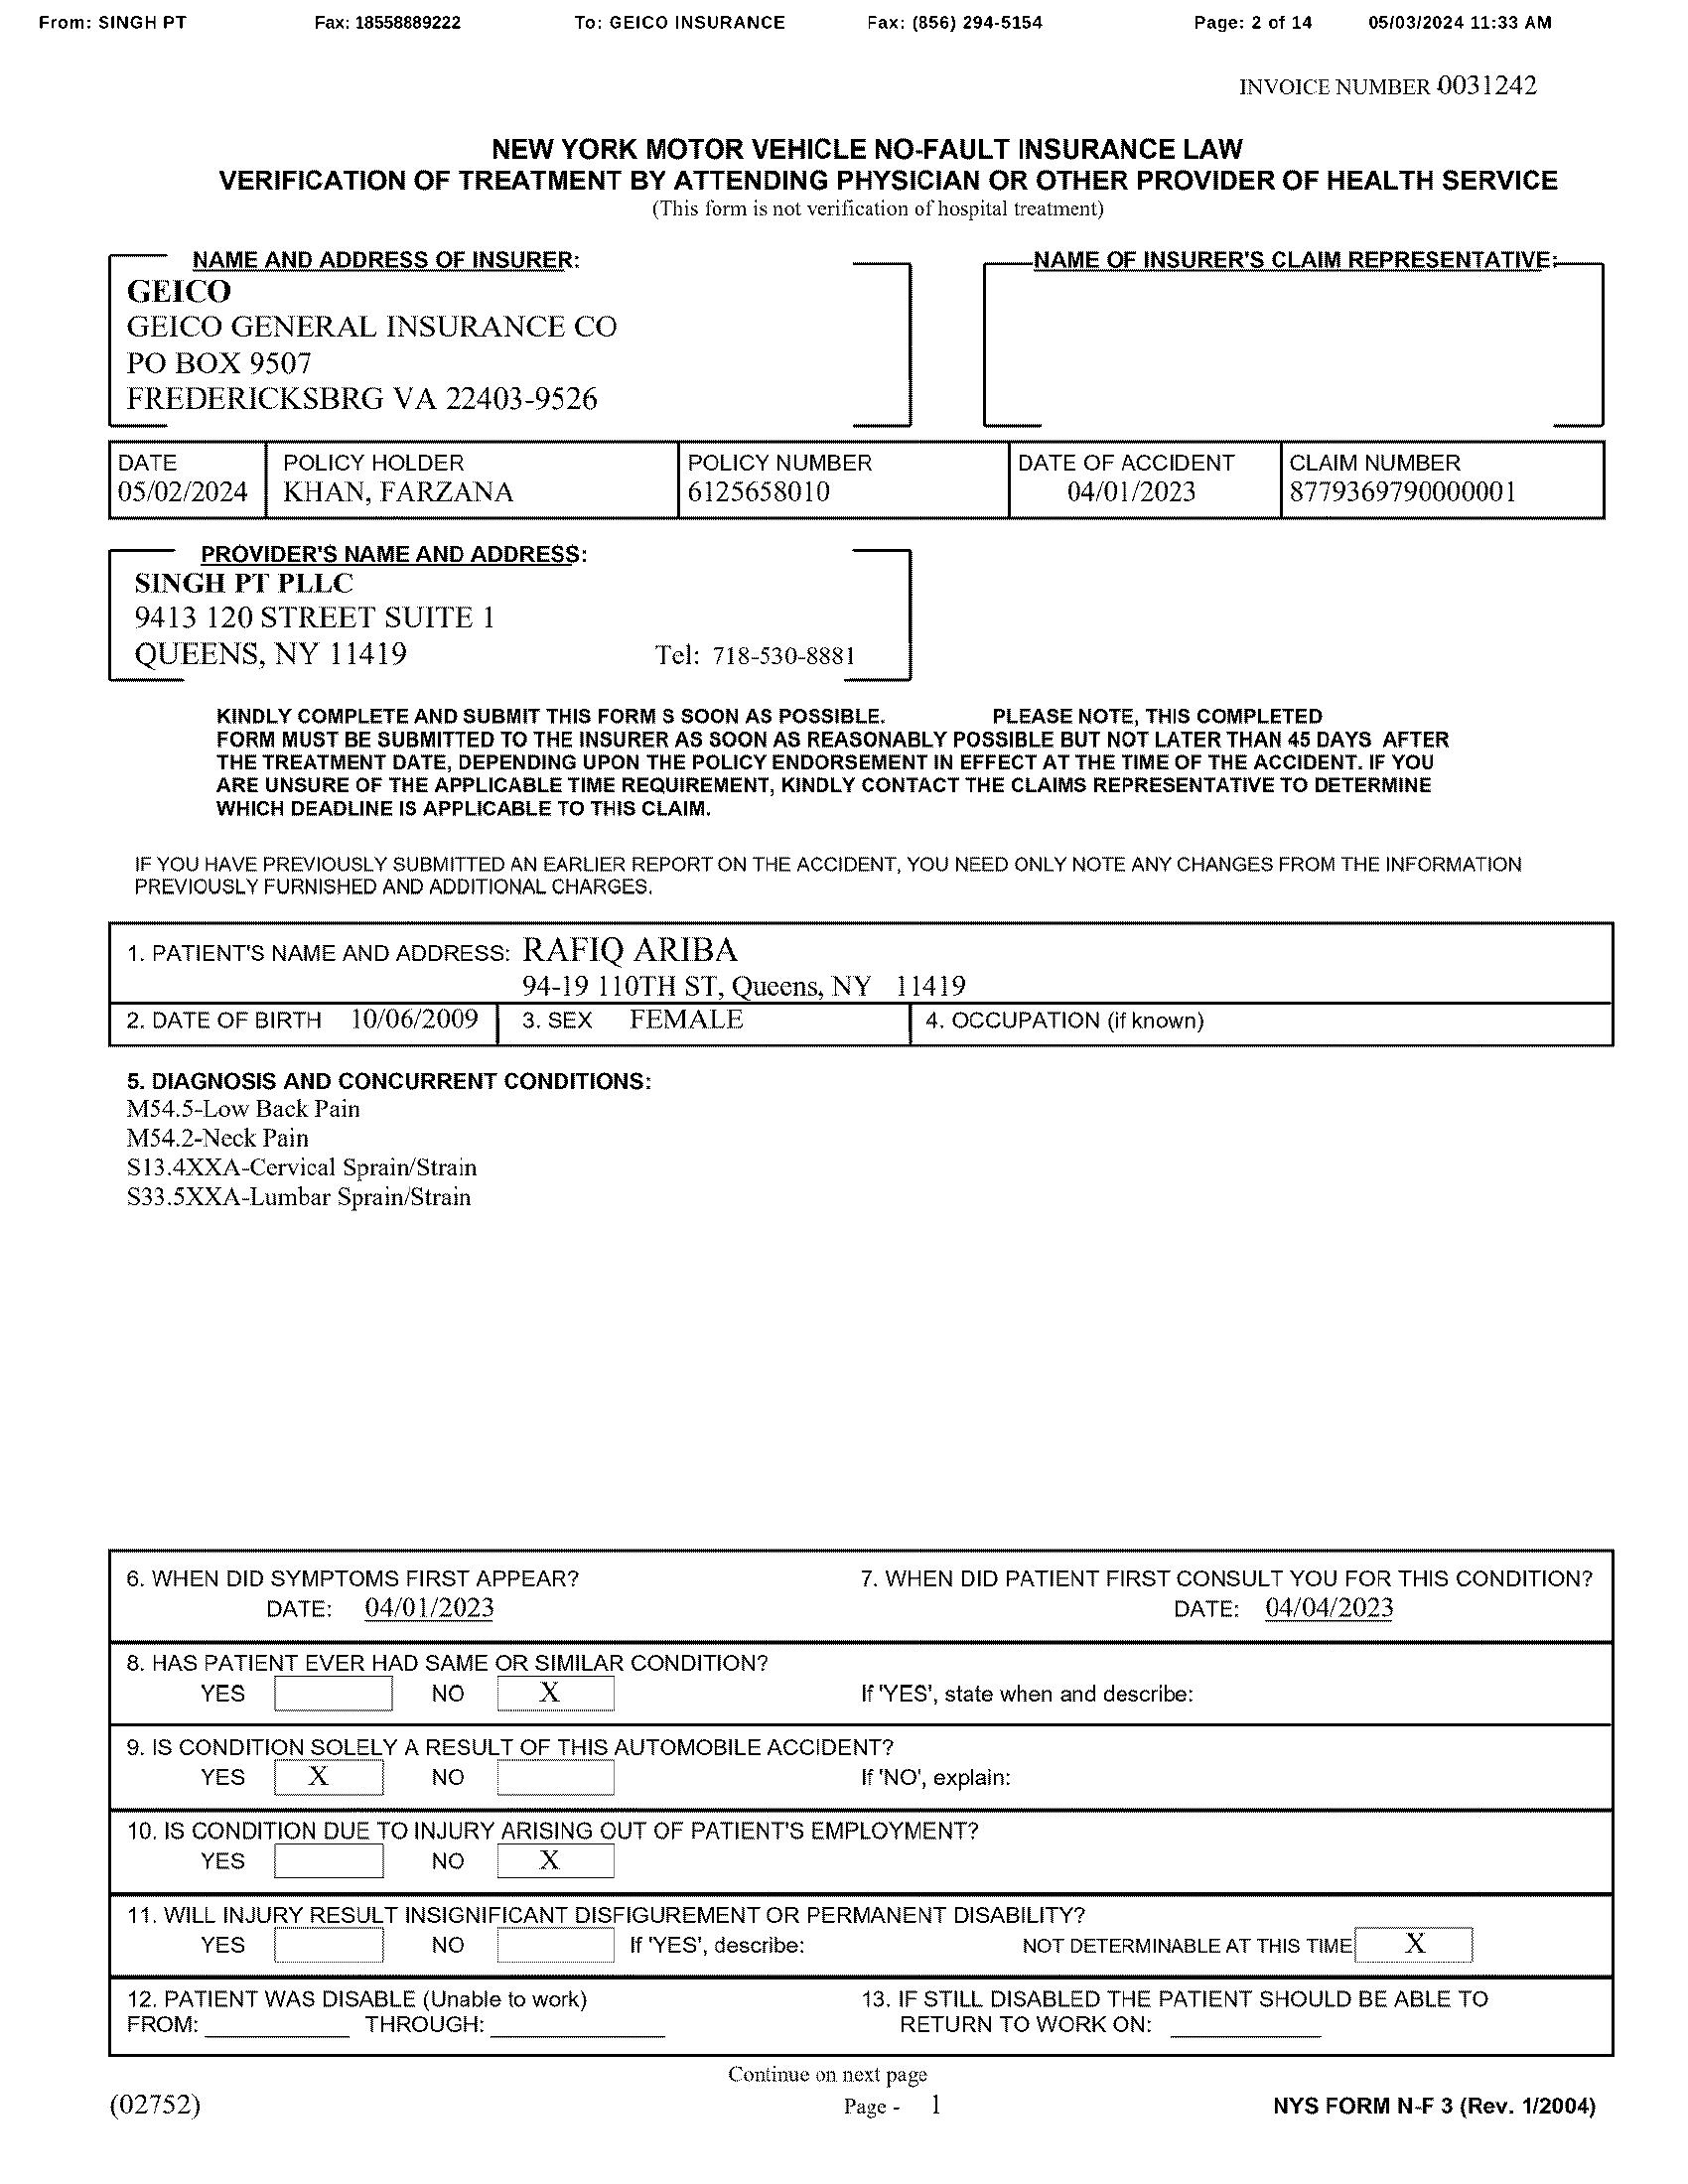 From: SINGH PT Fax: 18558889222 To: GEICO INSURANCE Fax: (856) 294-5154 Page: 2 of 14 05/03/2024 11:33 AM
INVOICE NUMBER 0031242
NEW YORK MOTOR VEHICLE NO-FAULT INSURANCE LAW
VERIFICATION OF TREATMENT BY ATTENDING PHYSICIAN OR OTHER PROVIDER OF HEALTH SERVICE
(This form is not verification of hospital treatment)
NAME AND ADDRESS OF INSURER: NAME OF INSURER'S CLAIM REPRESENTATIVE:
GEICO
GEICO GENERAL INSURANCE CO
PO BOX 9507
FREDERICKSBRG VA 22403-9526
DATE POLICY HOLDER POLICY NUMBER DATE OF ACCIDENT CLAIM NUMBER
05/02/2024 KHAN, FARZANA 6125658010 04/01/2023 8779369790000001
PROVIDER'S NAME AND ADDRESS:
SINGH PT PLLC
9413 120 STREET SUITE 1
QUEENS, NY 11419 Tel: 718-530-8881
KINDLY COMPLETE AND SUBMIT THIS FORM S SOON AS POSSIBLE. PLEASE NOTE, THIS COMPLETED
FORM MUST BE SUBMITTED TO THE INSURER AS SOON AS REASONABLY POSSIBLE BUT NOT LATER THAN 45 DAYS AFTER
THE TREATMENT DATE, DEPENDING UPON THE POLICY ENDORSEMENT IN EFFECT AT THE TIME OF THE ACCIDENT. IF YOU
ARE UNSURE OF THE APPLICABLE TIME REQUIREMENT, KINDLY CONTACT THE CLAIMS REPRESENTATIVE TO DETERMINE
WHICH DEADLINE IS APPLICABLE TO THIS CLAIM.
IF YOU HAVE PREVIOUSLY SUBMITTED AN EARLIER REPORT ON THE ACCIDENT, YOU NEED ONLY NOTE ANY CHANGES FROM THE INFORMATION
PREVIOUSLY FURNISHED AND ADDITIONAL CHARGES.
1. PATIENT'S NAME AND ADDRESS: RAFIQ ARIBA
94-19 110TH ST, Queens, NY 11419
2. DATE OF BIRTH 10/06/2009 3. SEX FEMALE 4. OCCUPATION (if known)
5. DIAGNOSIS AND CONCURRENT CONDITIONS:
M54.5-Low Back Pain
M54.2-Neck Pain
S13.4XXA-Cervical Sprain/Strain
S33.5XXA-Lumbar Sprain/Strain
6. WHEN DID SYMPTOMS FIRST APPEAR? 7. WHEN DID PATIENT FIRST CONSULT YOU FOR THIS CONDITION?
DATE: 04/01/2023 DATE: 04/04/2023
8. HAS PATIENT EVER HAD SAME OR SIMILAR CONDITION?
YES NO X If 'YES', state when and describe:
9. IS CONDITION SOLELY A RESULT OF THIS AUTOMOBILE ACCIDENT?
YES X NO If 'NO', explain:
10. IS CONDITION DUE TO INJURY ARISING OUT OF PATIENT'S EMPLOYMENT?
YES NO X
11. WILL INJURY RESULT INSIGNIFICANT DISFIGUREMENT OR PERMANENT DISABILITY?
YES NO If 'YES', describe: NOT DETERMINABLE AT THIS TIME X
12. PATIENT WAS DISABLE (Unable to work) 13. IF STILL DISABLED THE PATIENT SHOULD BE ABLE TO
FROM: THROUGH: RETURN TO WORK ON:
Continue on next page
(02752) Page - 1 NYS FORM N-F 3 (Rev. 1/2004)